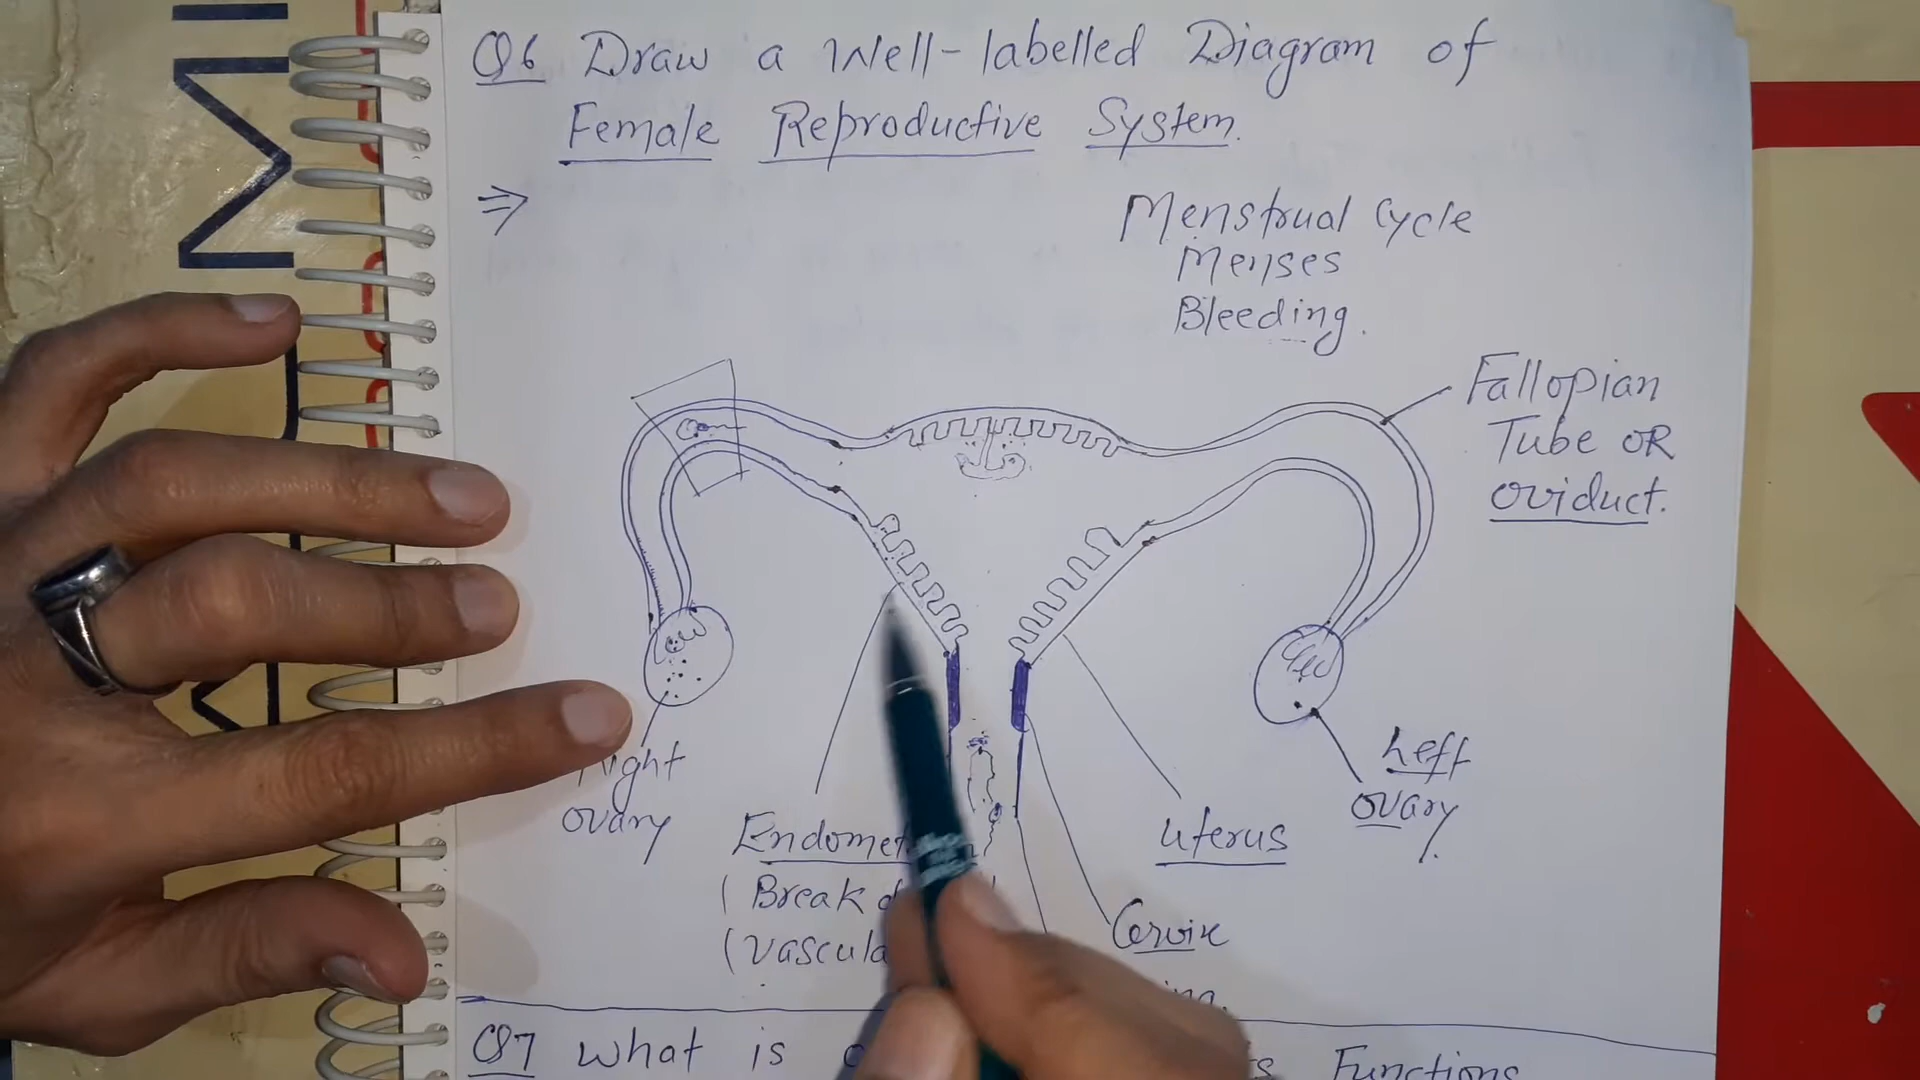 Q6 Draw a Well-labelled Diagram of
Female Reproductive System.
⇒
Menstrual Cycle
Menses
Bleeding.
Fallopian
Tube OR
oviduct.
Right
ovary
Left
ovary.
Uterus
Cervix
(Break
Q7 What is
Functions